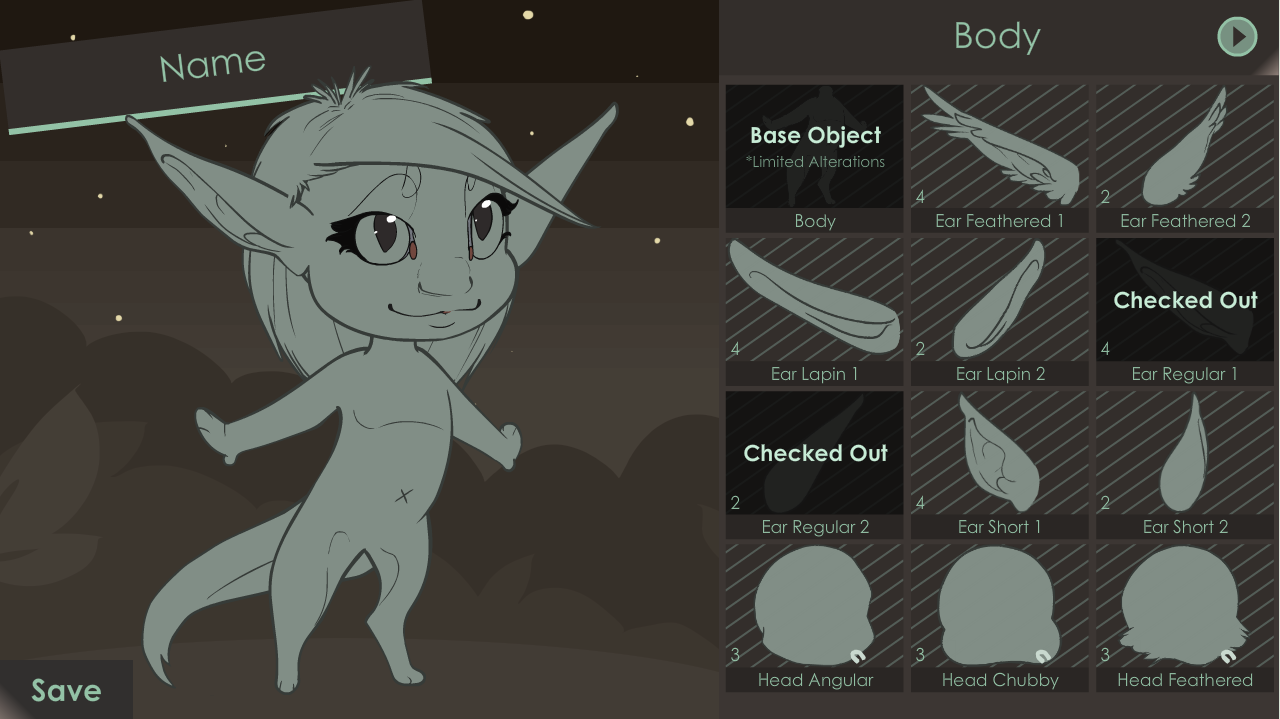 Name
Save
Body
Base Object
*Limited Alterations
Body
4
Ear Feathered 1
2
Ear Feathered 2
4
Ear Lapin 1
2
Ear Lapin 2
Checked Out
4
Ear Regular 1
Checked Out
2
Ear Regular 2
4
Ear Short 1
2
Ear Short 2
3
Head Angular
3
Head Chubby
3
Head Feathered